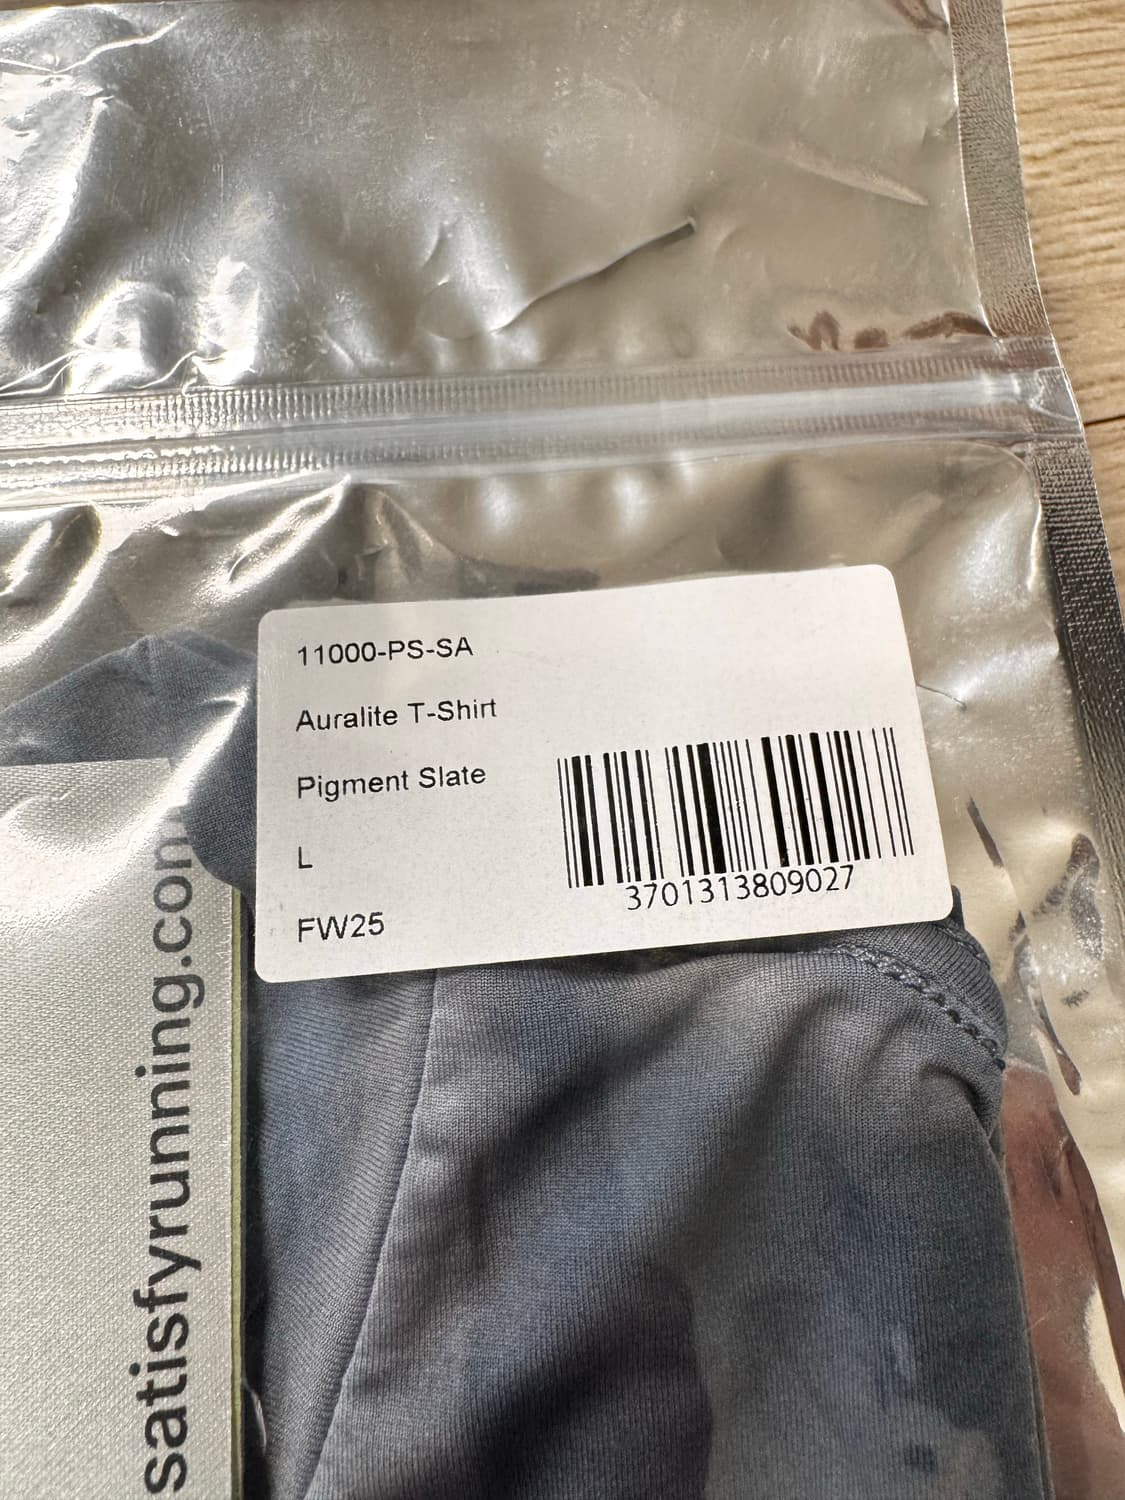 11000-PS-SA
Auralite T-Shirt
Pigment Slate
L
FW25
3701313809027
satisfyrunning.com